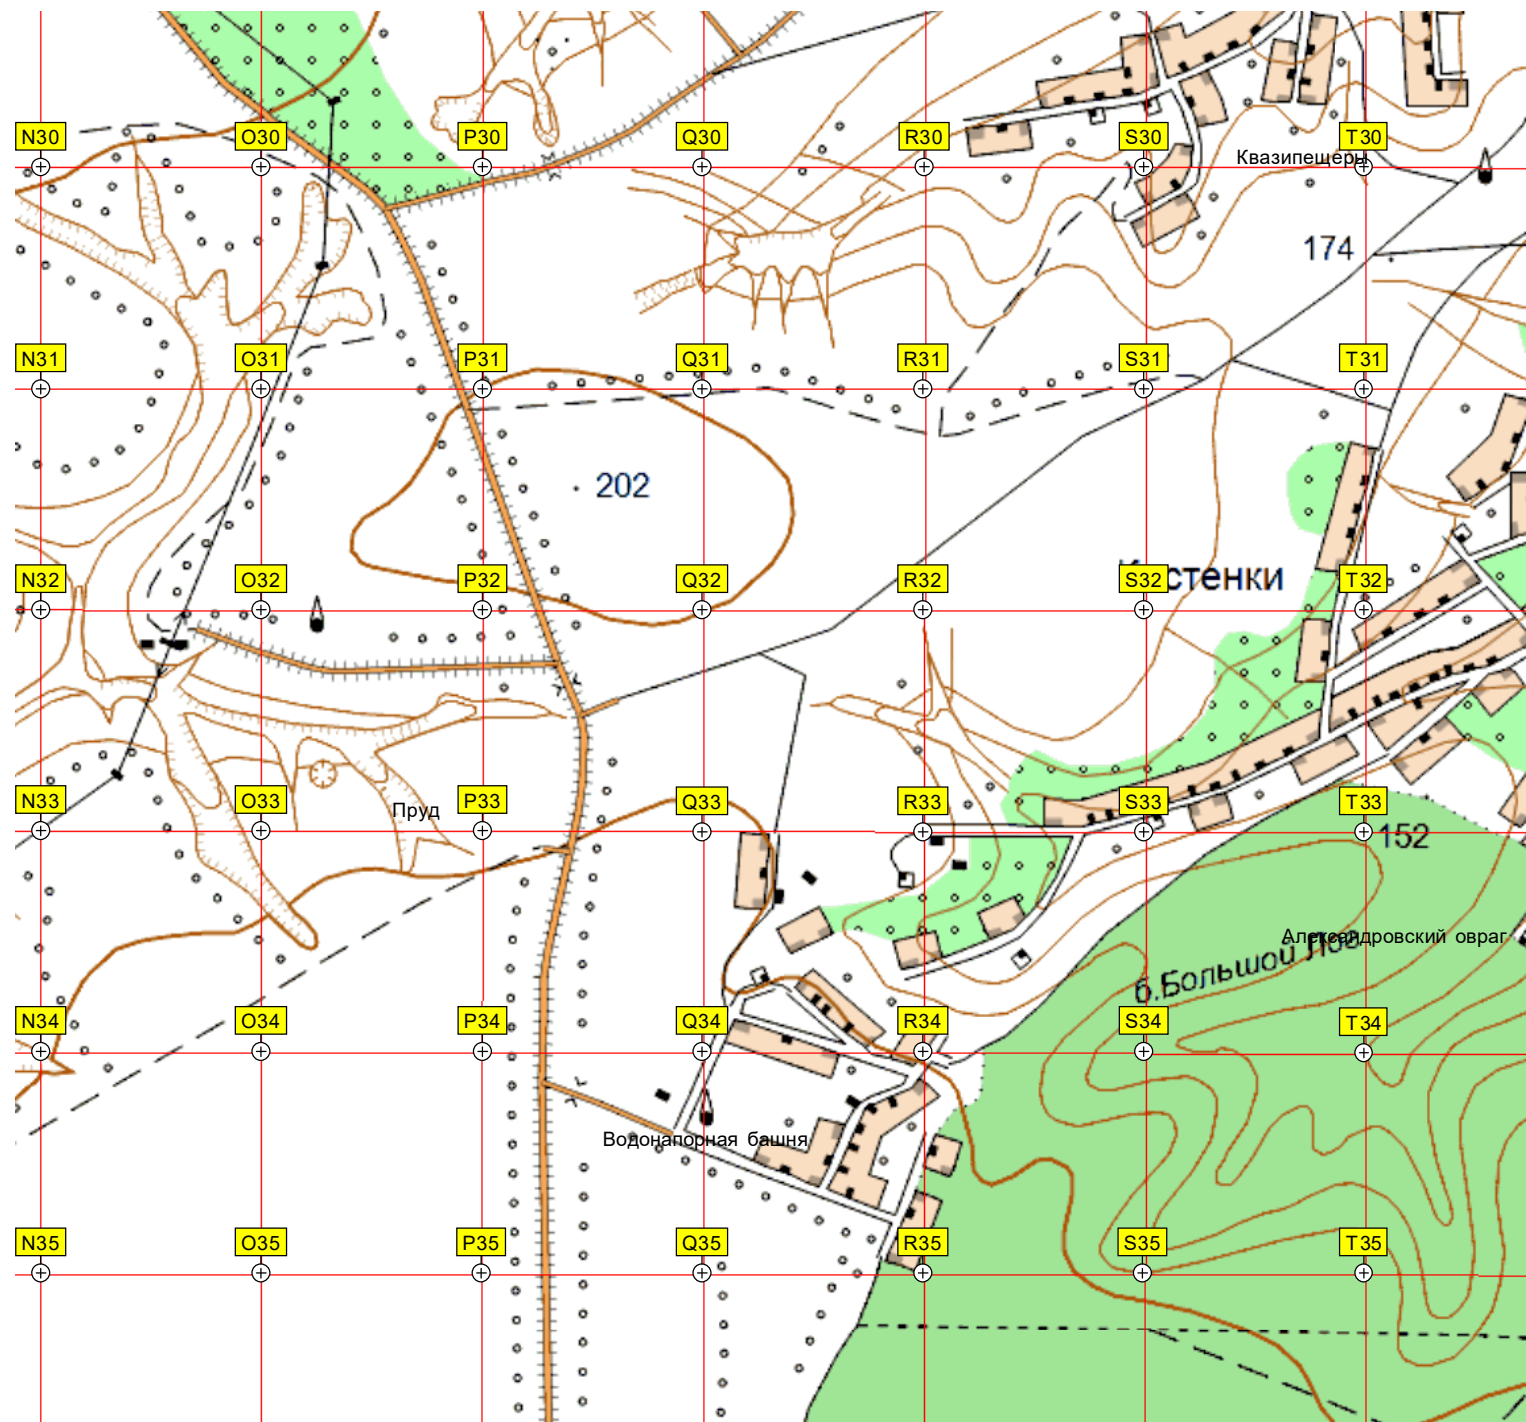 N30 O30 P30 Q30 R30 S30 T30
Квазипещеры
174
N31 O31 P31 Q31 R31 S31 T31
202
N32 O32 P32 Q32 R32 S32 T32
N33 O33 P33 Q33 R33 S33 T33
Пруд
152
Александровский овраг
б.Большой Лог
N34 O34 P34 Q34 R34 S34 T34
Водонапорная башня
N35 O35 P35 Q35 R35 S35 T35